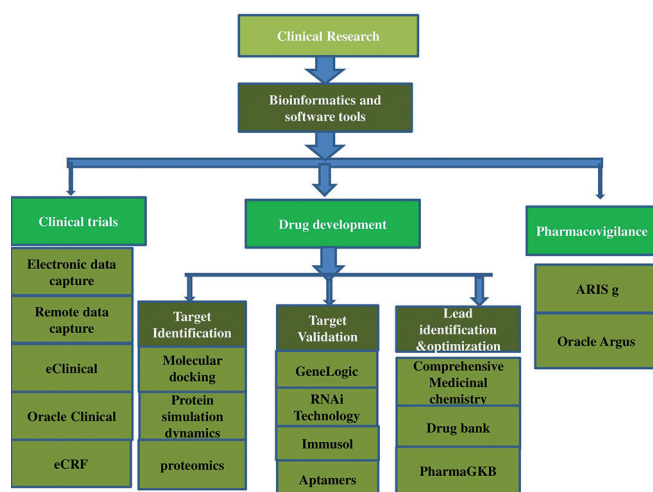 Clinical Research
Bioinformatics and
software tools
Clinical trials
Drug development
Pharmacovigilance
Electronic data
capture
Remote data
capture
eClinical
Oracle Clinical
eCRF
Target
Identification
Molecular
docking
Protein
simulation
dynamics
proteomics
Target
Validation
GeneLogic
RNAi
Technology
Immusol
Aptamers
Lead
identification
&optimization
Comprehensive
Medicinal
chemistry
Drug bank
PharmaGKB
ARIS g
Oracle Argus